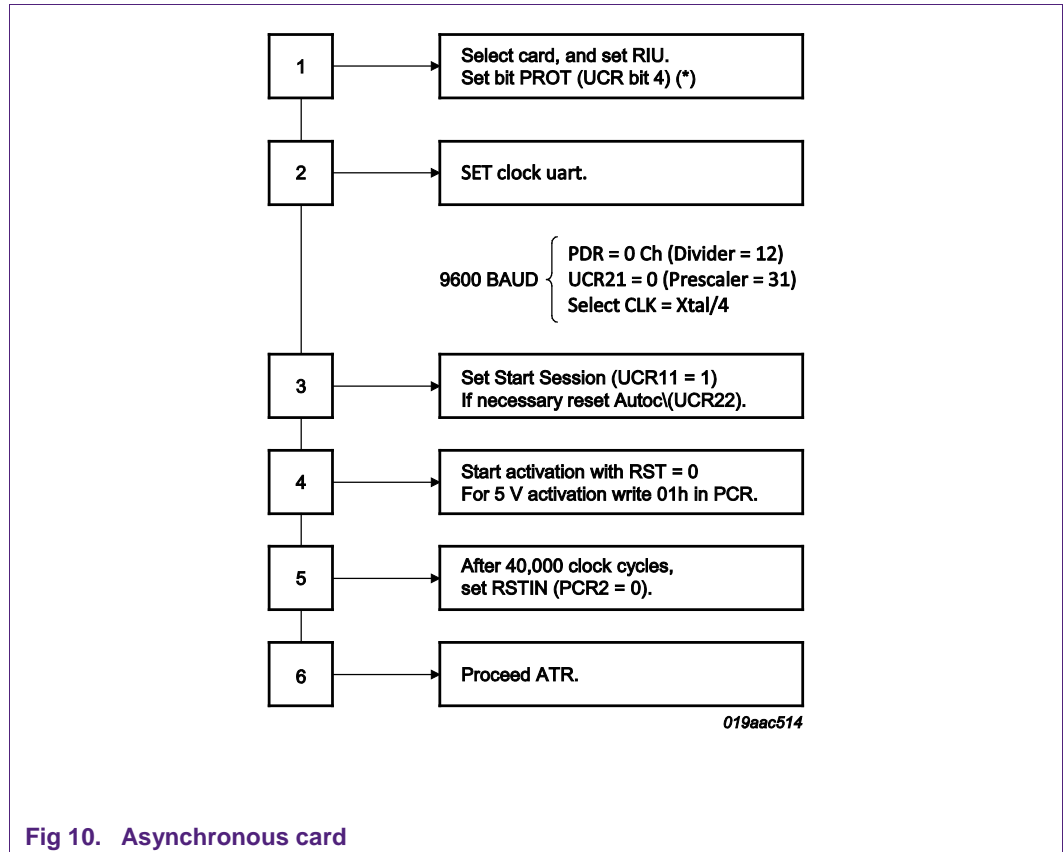 1
Select card, and set RIU.
Set bit PROT (UCR bit 4) (*)
2
SET clock uart.
9600 BAUD
PDR = 0 Ch (Divider = 12)
UCR21 = 0 (Prescaler = 31)
Select CLK = Xtal/4
3
Set Start Session (UCR11 = 1)
If necessary reset Autoc\(UCR22).
4
Start activation with RST = 0
For 5 V activation write 01h in PCR.
5
After 40,000 clock cycles,
set RSTIN (PCR2 = 0).
6
Proceed ATR.
019aac514
Fig 10. Asynchronous card